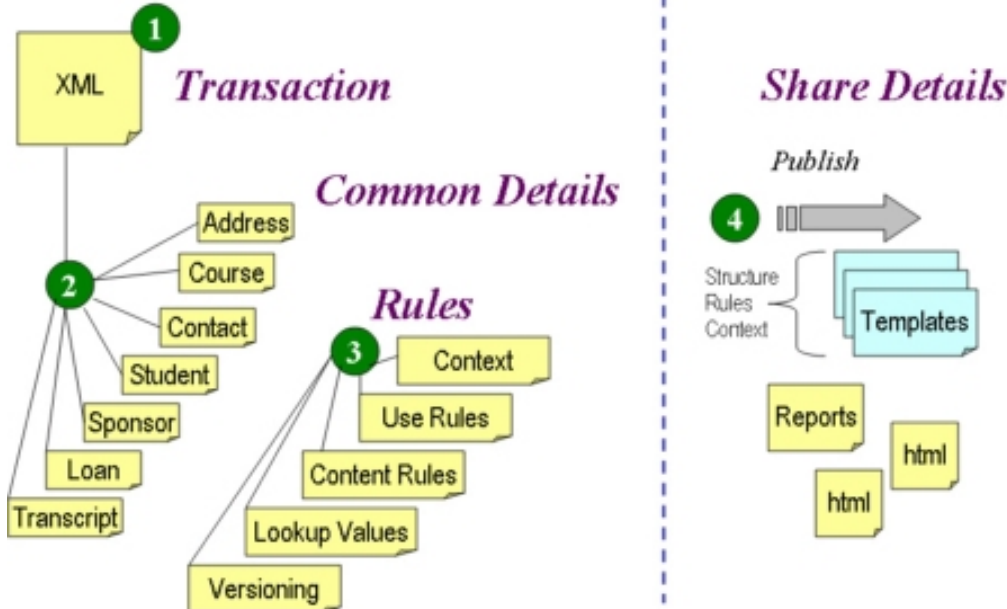 1
XML
Transaction
Common Details
2
Address
Course
Contact
Student
Sponsor
Loan
Transcript
Rules
3
Context
Use Rules
Content Rules
Lookup Values
Versioning
Share Details
Publish
4
Structure
Rules
Context
Templates
Reports
html
html